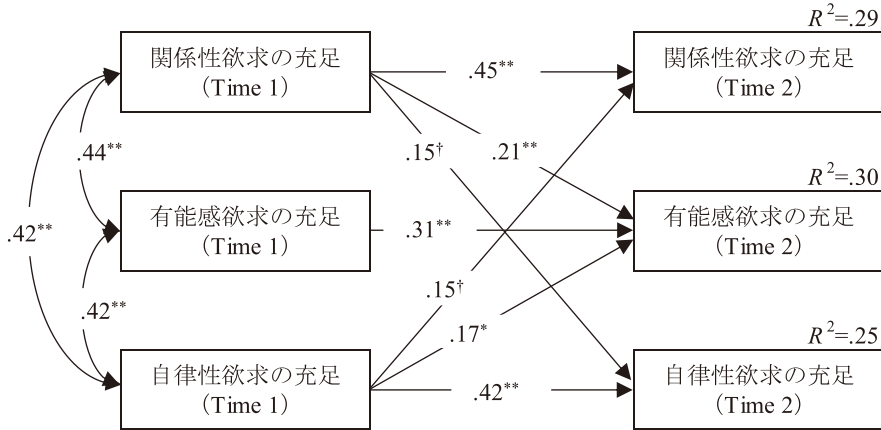 R²=.29
関係性欲求の充足
（Time 1）
関係性欲求の充足
（Time 2）
.45**
.44**
.15†
.21**
R²=.30
有能感欲求の充足
（Time 1）
有能感欲求の充足
（Time 2）
.42**
.31**
.42**
.15†
.17*
R²=.25
自律性欲求の充足
（Time 1）
自律性欲求の充足
（Time 2）
.42**